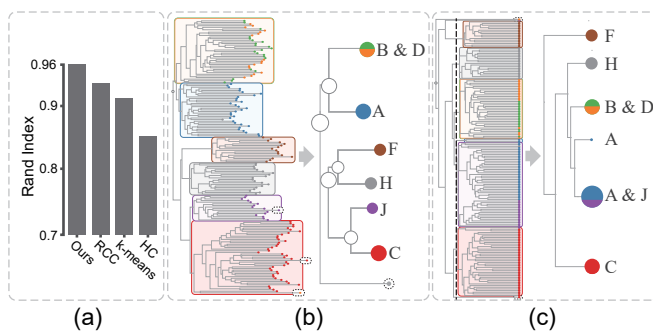 0.96
0.9
0.8
0.7
Rand Index
Ours
RCC
k-means
HC
(a)
B & D
A
F
H
J
C
(b)
F
H
B & D
A
A & J
C
(c)